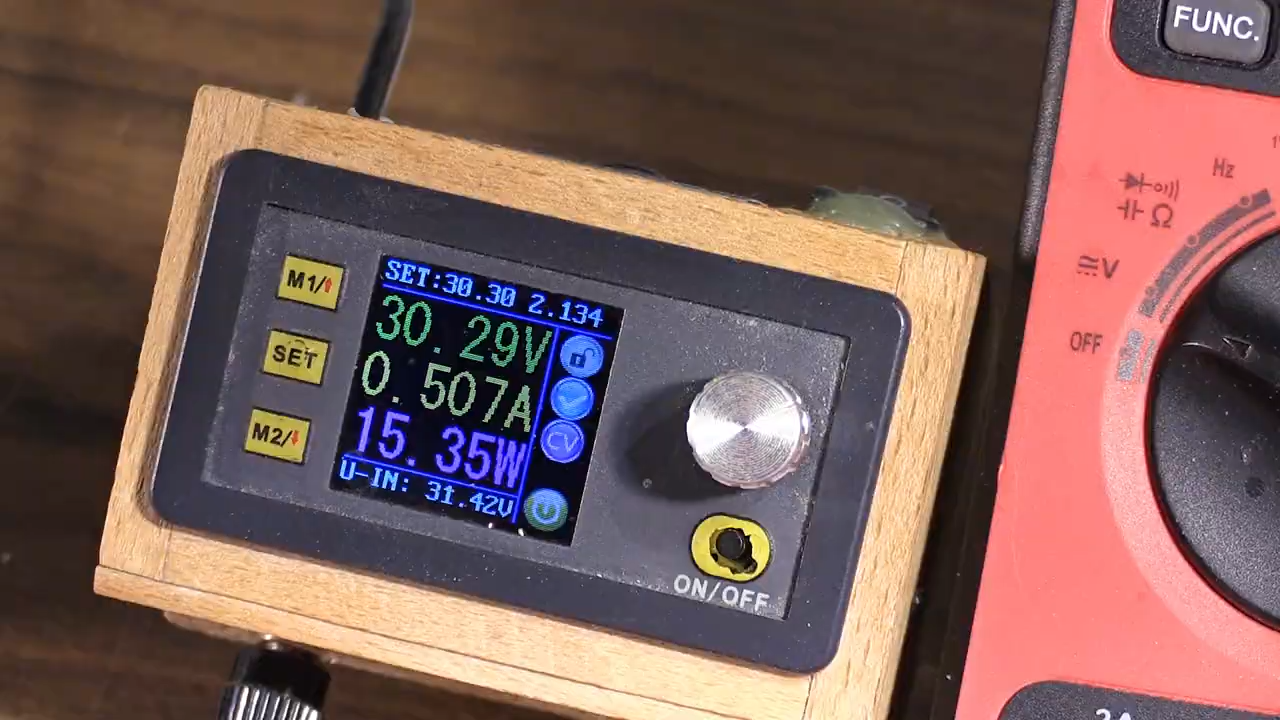 FUNC.
Hz
V
Ω
OFF
M1/
SET
M2/
SET:30.30 2.134
30.29V
0.507A
15.35W
U-IN: 31.42V
CV
ON/OFF